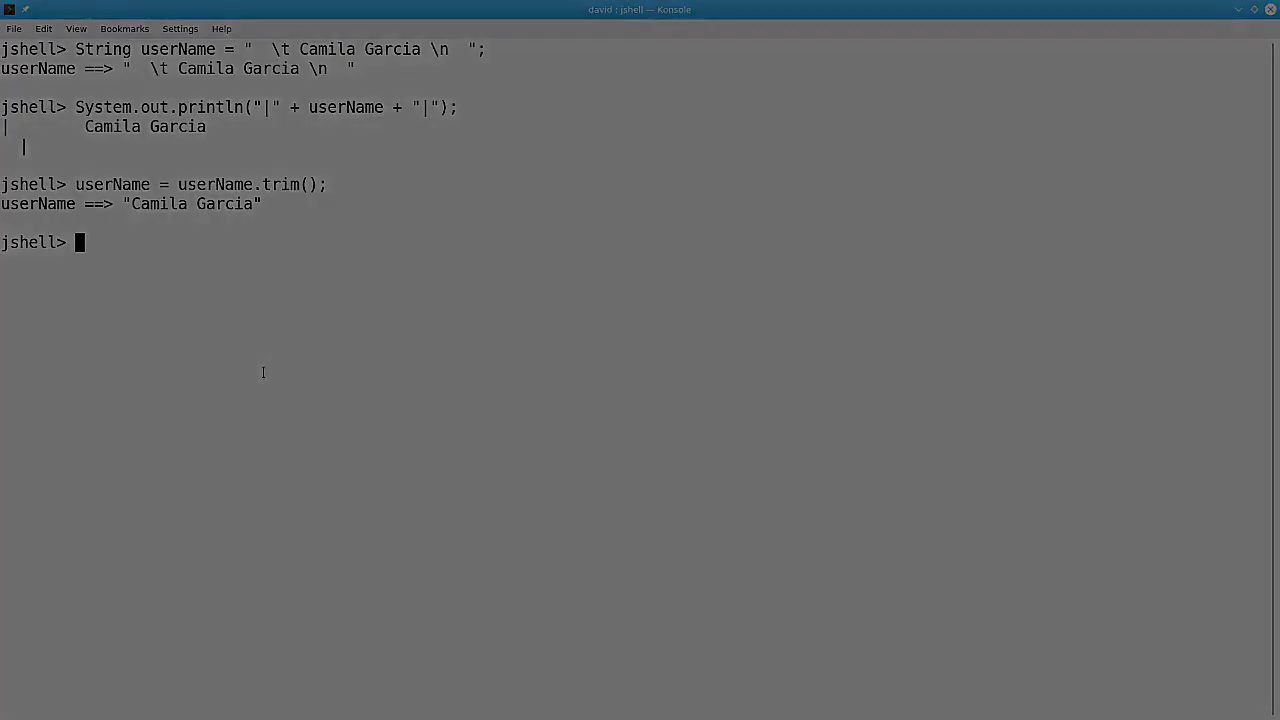 david : jshell — Konsole
File Edit View Bookmarks Settings Help
jshell> String userName = "  \t Camila Garcia \n  ";
userName ==> "  \t Camila Garcia \n  "
jshell> System.out.println("|" + userName + "|");
|        Camila Garcia
  |
jshell> userName = userName.trim();
userName ==> "Camila Garcia"
jshell>